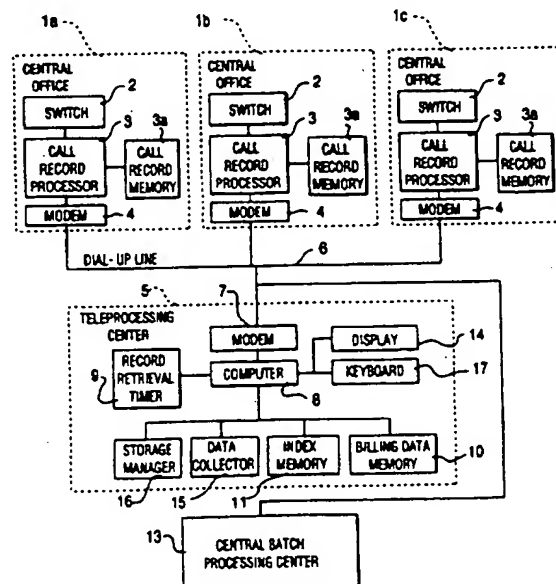 1a
1b
1c
CENTRAL OFFICE
2
SWITCH
3
3a
CALL RECORD PROCESSOR
CALL RECORD MEMORY
MODEM
4
CENTRAL OFFICE
2
SWITCH
3
3a
CALL RECORD PROCESSOR
CALL RECORD MEMORY
MODEM
4
CENTRAL OFFICE
2
SWITCH
3
3a
CALL RECORD PROCESSOR
CALL RECORD MEMORY
MODEM
4
DIAL-UP LINE
6
5
7
TELEPROCESSING CENTER
MODEM
DISPLAY
14
9
RECORD RETRIEVAL TIMER
COMPUTER
8
KEYBOARD
17
STORAGE MANAGER
16
DATA COLLECTOR
15
INDEX MEMORY
11
BILLING DATA MEMORY
10
13
CENTRAL BATCH PROCESSING CENTER